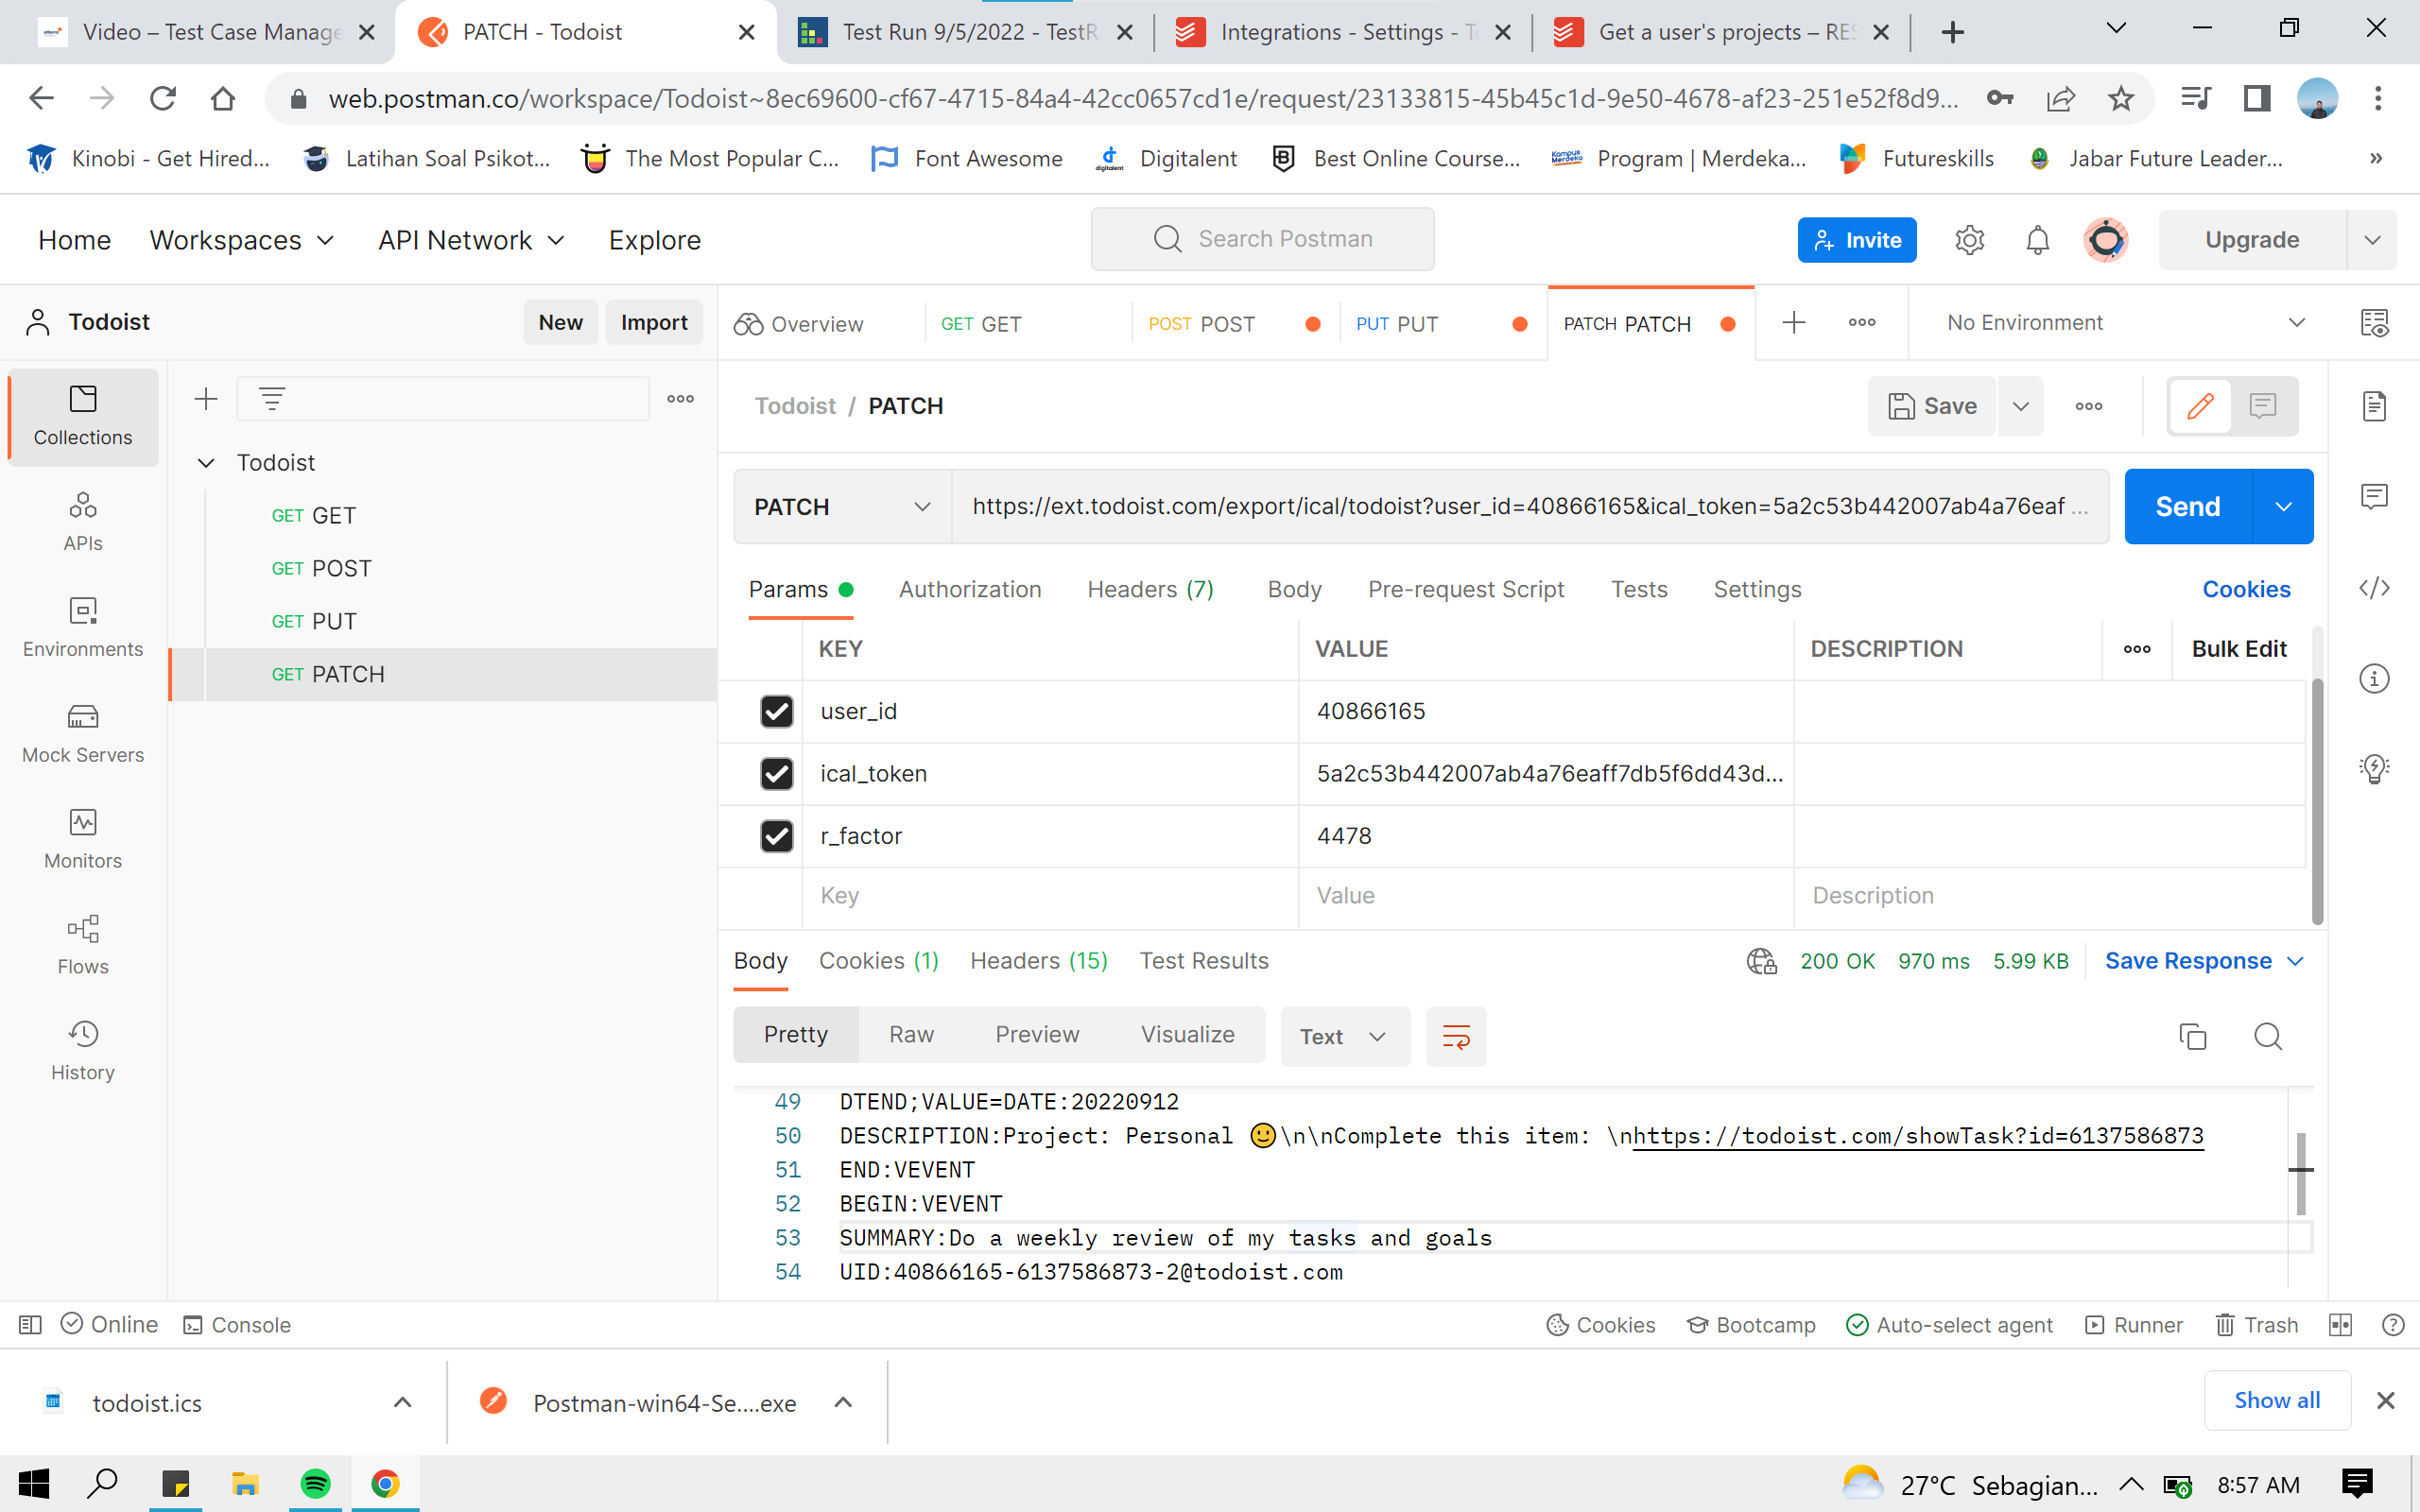 Video – Test Case Manage
PATCH - Todoist
Test Run 9/5/2022 - TestR
Integrations - Settings - T
Get a user's projects – RES
web.postman.co/workspace/Todoist~8ec69600-cf67-4715-84a4-42cc0657cd1e/request/23133815-45b45c1d-9e50-4678-af23-251e52f8d9...
Kinobi - Get Hired...
Latihan Soal Psikot...
The Most Popular C...
Font Awesome
Digitalent
Best Online Course...
Program | Merdeka...
Futureskills
Jabar Future Leader...
»
Home
Workspaces
API Network
Explore
Search Postman
Invite
Upgrade
Todoist
New
Import
Overview
GET GET
POST POST
PUT PUT
PATCH PATCH
No Environment
Collections
APIs
Environments
Mock Servers
Monitors
Flows
History
Todoist
GET GET
GET POST
GET PUT
GET PATCH
Todoist / PATCH
Save
PATCH
https://ext.todoist.com/export/ical/todoist?user_id=40866165&ical_token=5a2c53b442007ab4a76eaf ...
Send
Params
Authorization
Headers (7)
Body
Pre-request Script
Tests
Settings
Cookies
KEY VALUE DESCRIPTION Bulk Edit
user_id 40866165
ical_token 5a2c53b442007ab4a76eaff7db5f6dd43d...
r_factor 4478
Key Value Description
Body
Cookies (1)
Headers (15)
Test Results
200 OK 970 ms 5.99 KB
Save Response
Pretty
Raw
Preview
Visualize
Text
49 DTEND;VALUE=DATE:20220912
50 DESCRIPTION:Project: Personal 🙂\n\nComplete this item: \nhttps://todoist.com/showTask?id=6137586873
51 END:VEVENT
52 BEGIN:VEVENT
53 SUMMARY:Do a weekly review of my tasks and goals
54 UID:40866165-6137586873-2@todoist.com
Online
Console
Cookies
Bootcamp
Auto-select agent
Runner
Trash
todoist.ics
Postman-win64-Se....exe
Show all
27°C Sebagian...
8:57 AM